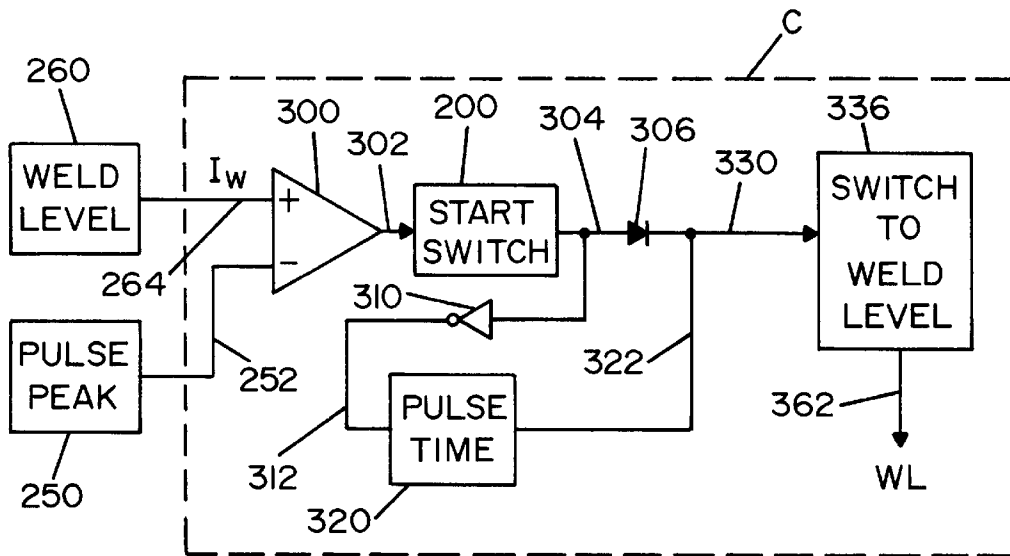 C
260
300
200
302
304
306
330
336
WELD
LEVEL
IW
+
START
SWITCH
SWITCH
TO
WELD
LEVEL
264
−
310
PULSE
PEAK
252
322
362
PULSE
TIME
250
312
320
WL